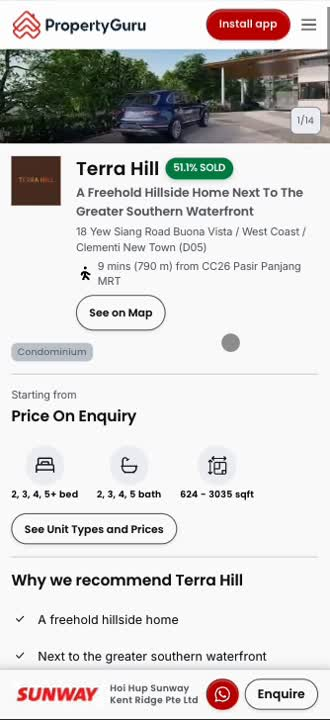 PropertyGuru
Install app
1/14
TERRA HILL
Terra Hill
51.1% SOLD
A Freehold Hillside Home Next To The
Greater Southern Waterfront
18 Yew Siang Road Buona Vista / West Coast /
Clementi New Town (D05)
9 mins (790 m) from CC26 Pasir Panjang
MRT
See on Map
Condominium
Starting from
Price On Enquiry
2, 3, 4, 5+ bed
2, 3, 4, 5 bath
624 - 3035 sqft
See Unit Types and Prices
Why we recommend Terra Hill
A freehold hillside home
Next to the greater southern waterfront
SUNWAY
Hoi Hup Sunway
Kent Ridge Pte Ltd
Enquire